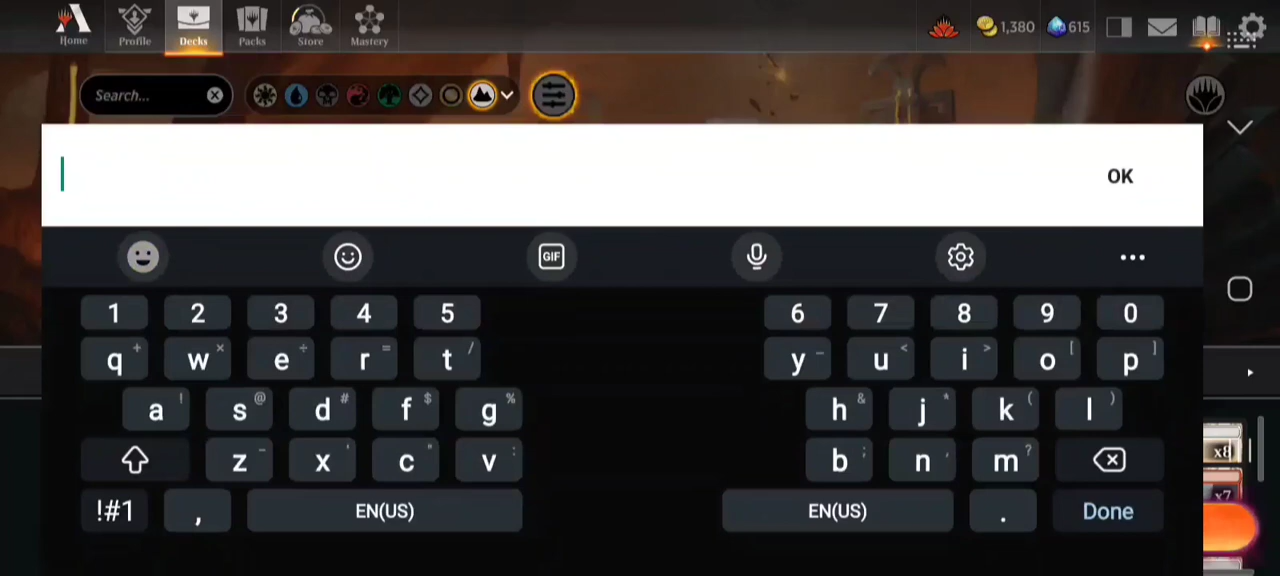 Home Profile Decks Packs Store Mastery 1,380 615
Search...
OK
GIF
1 2 3 4 5 6 7 8 9 0
q + w × e ÷ r = t / y _ u < i > o [ p ]
a ! s @ d # f $ g % h & j * k ( l )
z - x ' c " v : b ; n , m ?
!#1 , EN(US) EN(US) . Done
x8
x7